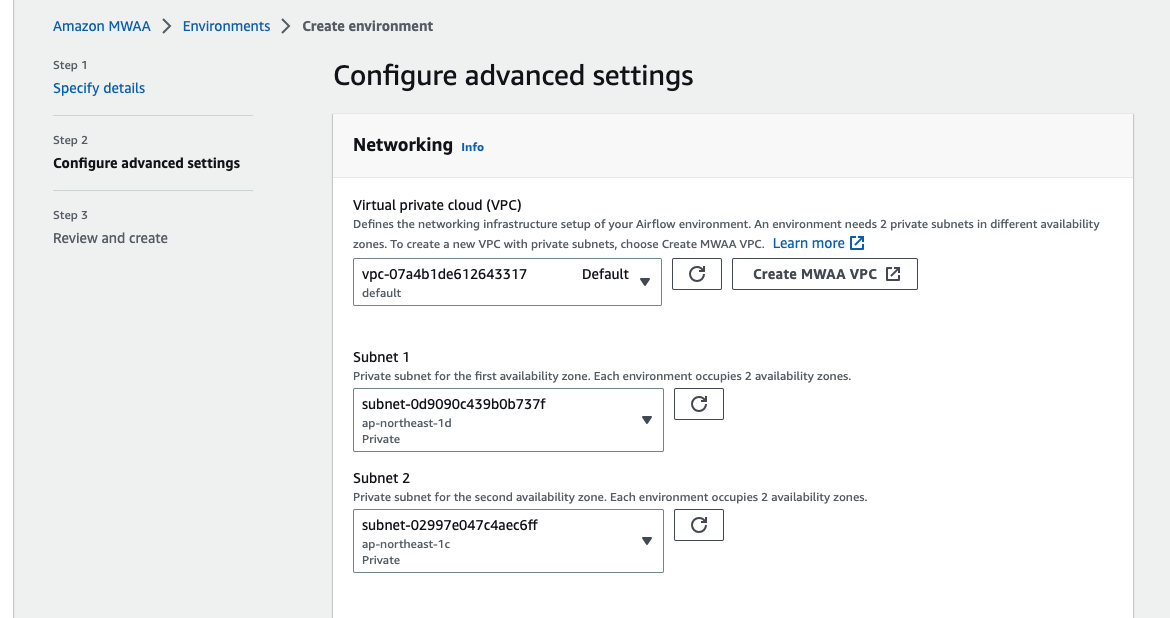 Amazon MWAA > Environments > Create environment
Step 1
Specify details
Step 2
Configure advanced settings
Step 3
Review and create
Configure advanced settings
Networking Info
Virtual private cloud (VPC)
Defines the networking infrastructure setup of your Airflow environment. An environment needs 2 private subnets in different availability
zones. To create a new VPC with private subnets, choose Create MWAA VPC. Learn more
vpc-07a4b1de612643317 Default
default
Create MWAA VPC
Subnet 1
Private subnet for the first availability zone. Each environment occupies 2 availability zones.
subnet-0d9090c439b0b737f
ap-northeast-1d
Private
Subnet 2
Private subnet for the second availability zone. Each environment occupies 2 availability zones.
subnet-02997e047c4aec6ff
ap-northeast-1c
Private